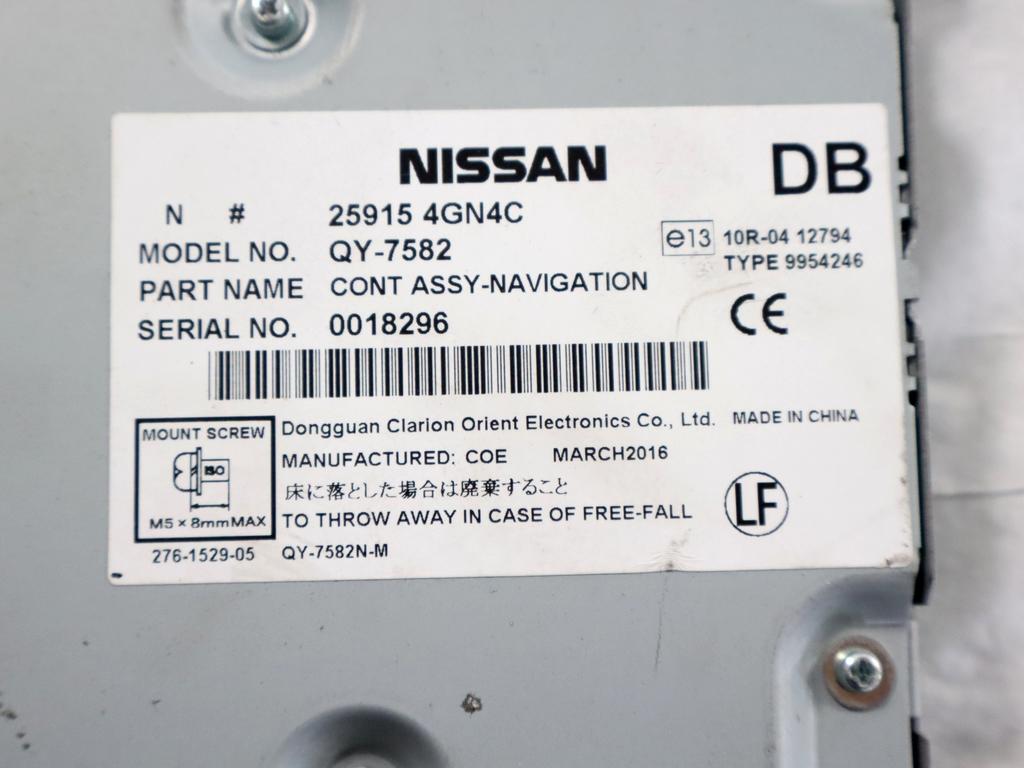 NISSAN
DB
N # 25915 4GN4C
MODEL NO. QY-7582
PART NAME CONT ASSY-NAVIGATION
SERIAL NO. 0018296
e13 10R-04 12794
TYPE 9954246
CE
MOUNT SCREW
ISO
M5 × 8mmMAX
276-1529-05
Dongguan Clarion Orient Electronics Co., Ltd. MADE IN CHINA
MANUFACTURED: COE MARCH2016
床に落とした場合は廃棄すること
TO THROW AWAY IN CASE OF FREE-FALL
QY-7582N-M
LF